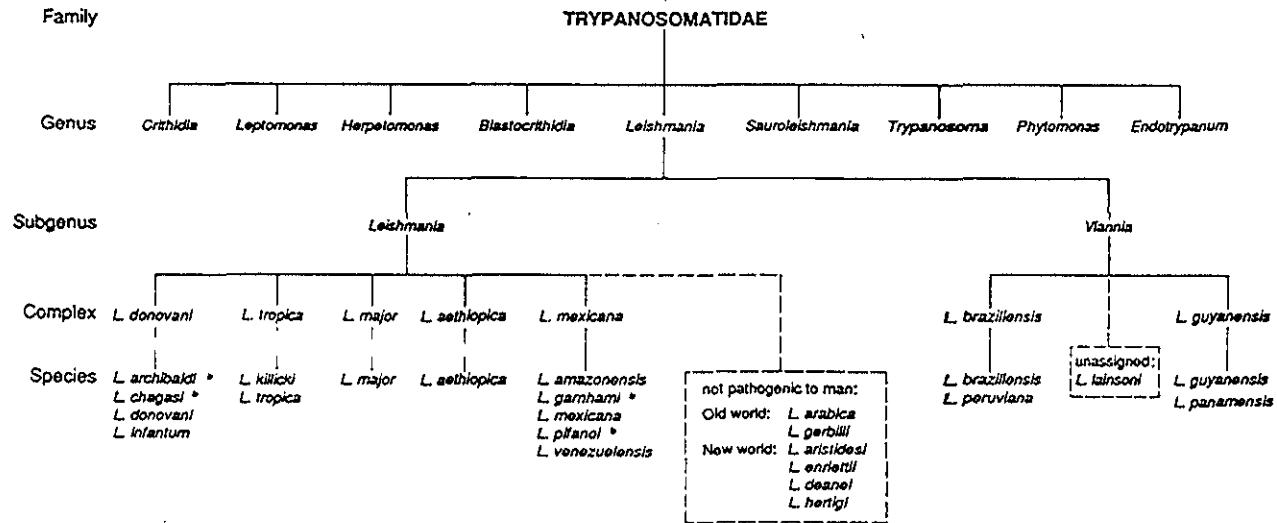 Family TRYPANOSOMATIDAE
Genus Crithidia Leptomonas Herpetomonas Blastocrithidia Leishmania Sauroleishmania Trypanosoma Phytomonas Endotrypanum
Subgenus Leishmania Viannia
Complex L. donovani L. tropica L. major L. aethiopica L. mexicana L. braziliensis L. guyanensis
Species L. archibaldi * L. killicki L. major L. aethiopica L. amazonensis
L. chagasi * L. tropica L. garnhami *
L. donovani L. mexicana
L. infantum L. pifanoi *
L. venezuelensis
not pathogenic to man:
Old world: L. arabica
L. gerbilli
New world: L. aristidesi
L. enriettii
L. deanei
L. hertigi
L. braziliensis
L. peruviana
unassigned:
L. lainsoni
L. guyanensis
L. panamensis